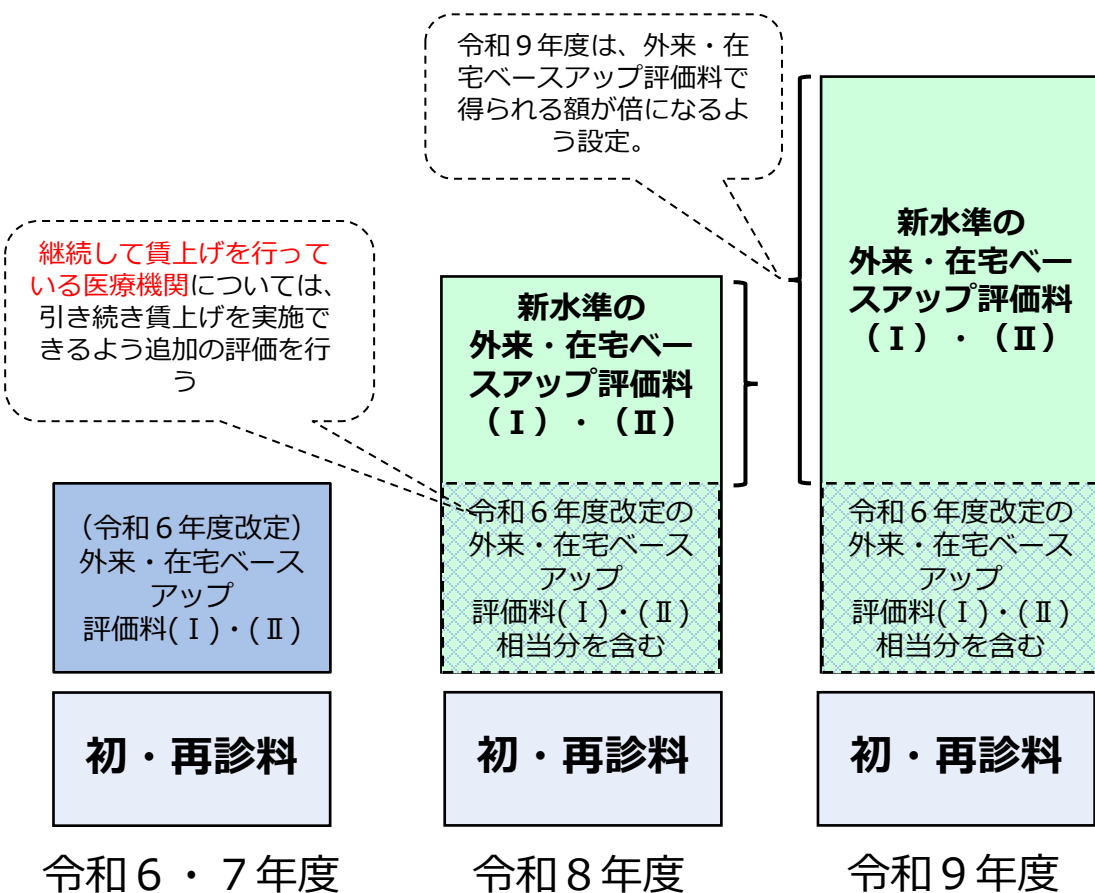 令和９年度は、外来・在
宅ベースアップ評価料で
得られる額が倍になるよ
う設定。
継続して賃上げを行って
いる医療機関については、
引き続き賃上げを実施で
きるよう追加の評価を行
う
（令和６年度改定）
外来・在宅ベース
アップ
評価料(Ⅰ)・(Ⅱ)
初・再診料
令和６・７年度
新水準の
外来・在宅ベー
スアップ評価料
（Ⅰ）・（Ⅱ）
令和６年度改定の
外来・在宅ベース
アップ
評価料(Ⅰ)・(Ⅱ)
相当分を含む
初・再診料
令和８年度
新水準の
外来・在宅ベー
スアップ評価料
（Ⅰ）・（Ⅱ）
令和６年度改定の
外来・在宅ベース
アップ
評価料(Ⅰ)・(Ⅱ)
相当分を含む
初・再診料
令和９年度